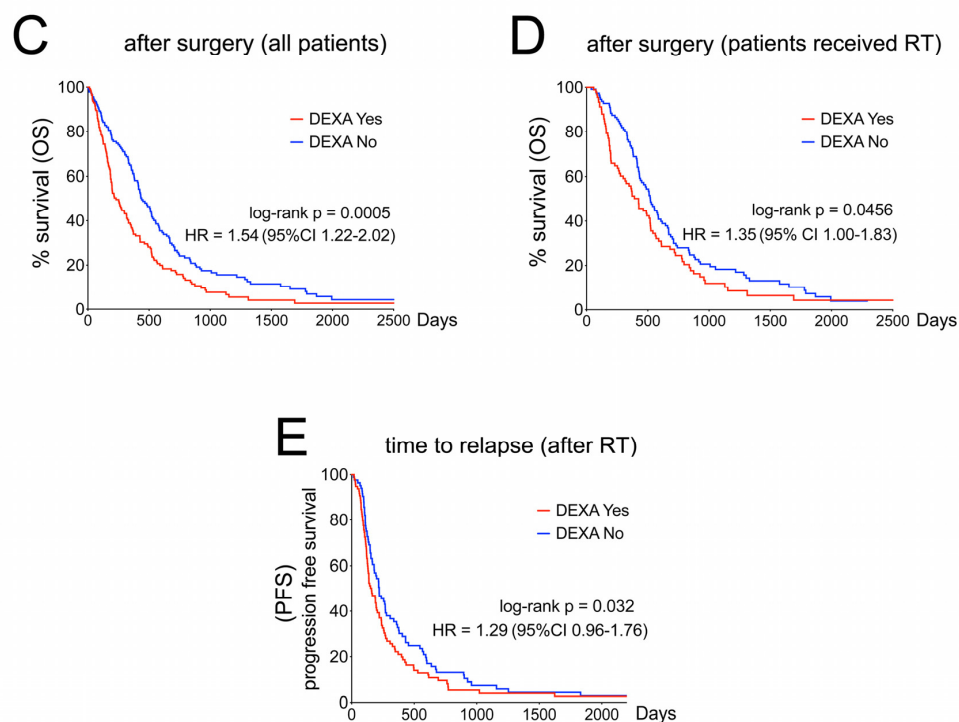 C
after surgery (all patients)
% survival (OS)
100
80
60
40
20
0
DEXA Yes
DEXA No
log-rank p = 0.0005
HR = 1.54 (95%CI 1.22-2.02)
0 500 1000 1500 2000 2500 Days
D
after surgery (patients received RT)
% survival (OS)
100
80
60
40
20
0
DEXA Yes
DEXA No
log-rank p = 0.0456
HR = 1.35 (95% CI 1.00-1.83)
0 500 1000 1500 2000 2500 Days
E
time to relapse (after RT)
(PFS)
progression free survival
100
80
60
40
20
0
DEXA Yes
DEXA No
log-rank p = 0.032
HR = 1.29 (95%CI 0.96-1.76)
0 500 1000 1500 2000 Days